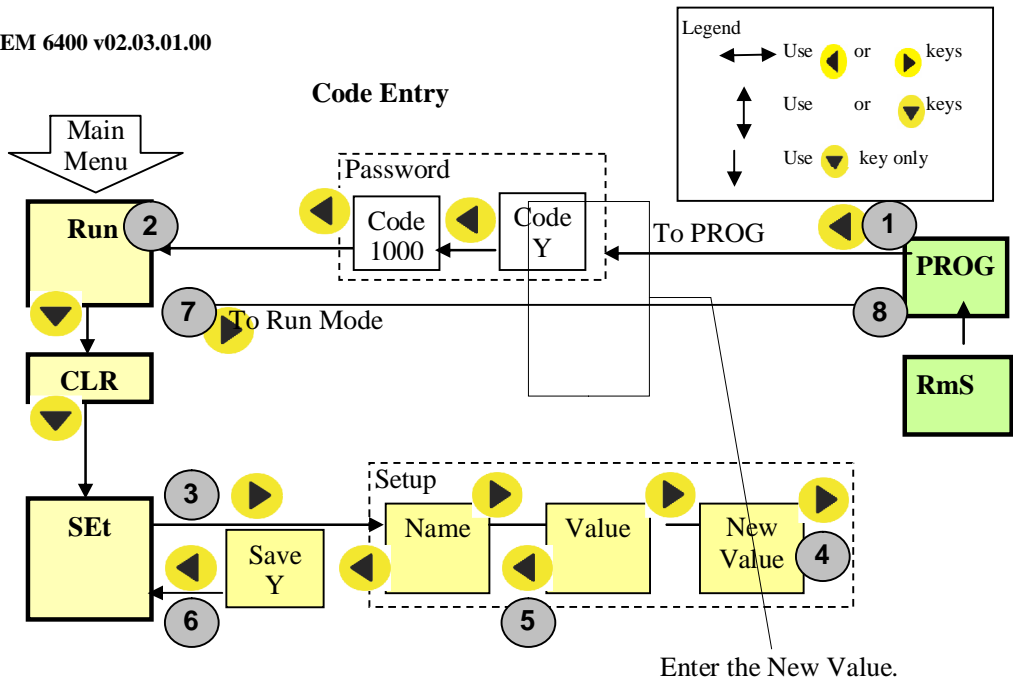 EM 6400 v02.03.01.00
Legend
Use or keys
Use or keys
Use key only
Code Entry
Main
Menu
Password
Run
2
Code
1000
Code
Y
To PROG
1
PROG
7
To Run Mode
8
CLR
RmS
3
Setup
SEt
Name
Value
New
Value
4
Save
Y
6
5
Enter the New Value.